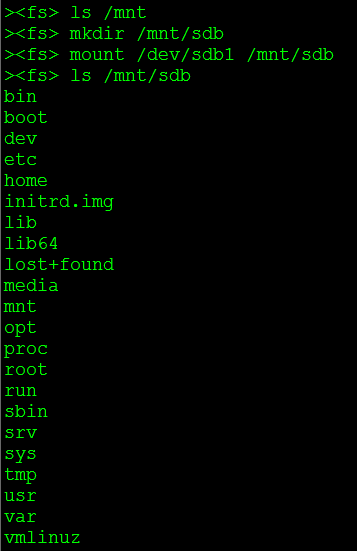 ><fs> ls /mnt
><fs> mkdir /mnt/sdb
><fs> mount /dev/sdb1 /mnt/sdb
><fs> ls /mnt/sdb
bin
boot
dev
etc
home
initrd.img
lib
lib64
lost+found
media
mnt
opt
proc
root
run
sbin
srv
sys
tmp
usr
var
vmlinuz